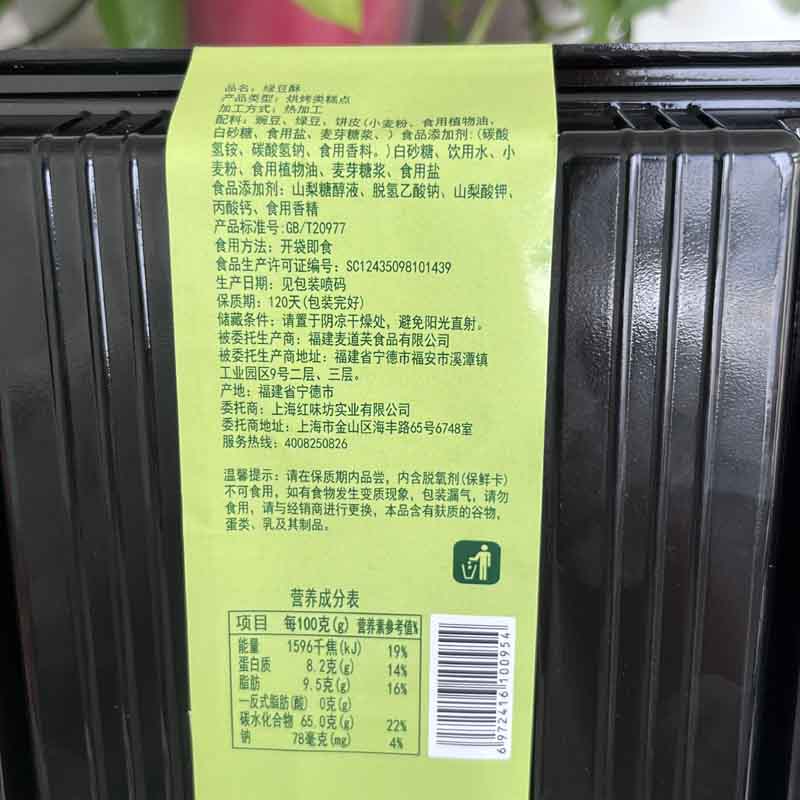 品名：绿豆酥
产品类型：烘烤类糕点
加工方式：热加工
配料：豌豆、绿豆、饼皮(小麦粉、食用植物油、
白砂糖、食用盐、麦芽糖浆、)食品添加剂：(碳酸
氢铵、碳酸氢钠、食用香料。)白砂糖、饮用水、小
麦粉、食用植物油、麦芽糖浆、食用盐
食品添加剂：山梨糖醇液、脱氢乙酸钠、山梨酸钾、
丙酸钙、食用香精
产品标准号:GB/T20977
食用方法：开袋即食
食品生产许可证编号：SC12435098101439
生产日期：见包装喷码
保质期：120天(包装完好)
储藏条件：请置于阴凉干燥处，避免阳光直射。
被委托生产商：福建麦道芙食品有限公司
被委托生产商地址：福建省宁德市福安市溪潭镇
工业园区9号二层、三层。
产地：福建省宁德市
委托商：上海红味坊实业有限公司
委托商地址：上海市金山区海丰路65号6748室
服务热线：4008250826
温馨提示：请在保质期内品尝，内含脱氧剂(保鲜卡)
不可食用，如有食物发生变质现象，包装漏气，请勿
食用，请与经销商进行更换，本品含有麸质的谷物，
蛋类、乳及其制品。
营养成分表
项目 每100克(g) 营养素参考值%
能量 1596千焦(kJ) 19%
蛋白质 8.2克(g) 14%
脂肪 9.5克(g) 16%
—反式脂肪(酸) 0克(g)
碳水化合物 65.0克(g) 22%
钠 78毫克(mg) 4%
6972416100954